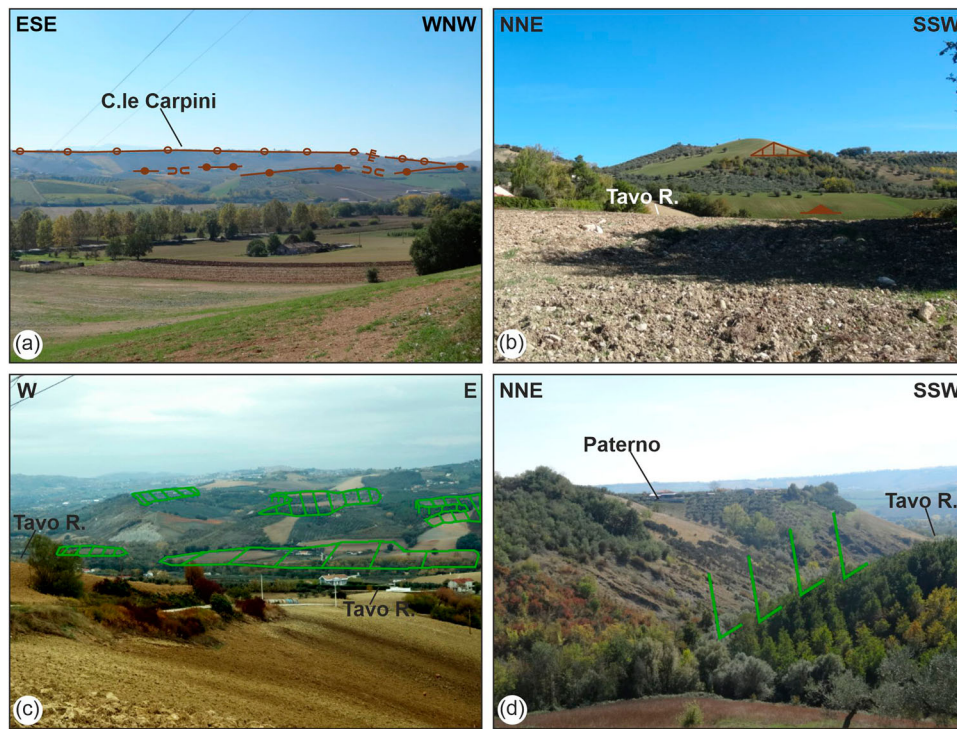 ESE WNW
C.le Carpini
(a)
NNE SSW
Tavo R.
(b)
W E
Tavo R.
Tavo R.
(c)
NNE SSW
Paterno
Tavo R.
(d)